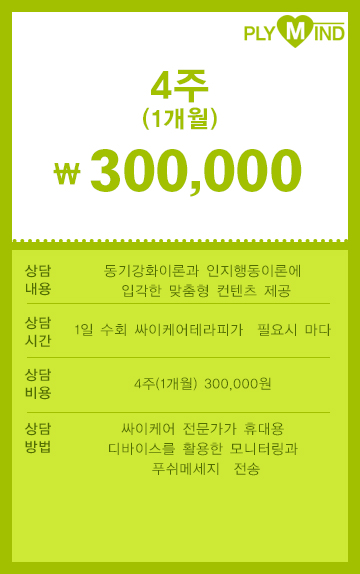 PLY MIND
4주
(1개월)
₩ 300,000
상담
내용
동기강화이론과 인지행동이론에
입각한 맞춤형 컨텐츠 제공
상담
시간
1일 수회 싸이케어테라피가 필요시 마다
상담
비용
4주(1개월) 300,000원
상담
방법
싸이케어 전문가가 휴대용
디바이스를 활용한 모니터링과
푸쉬메세지 전송